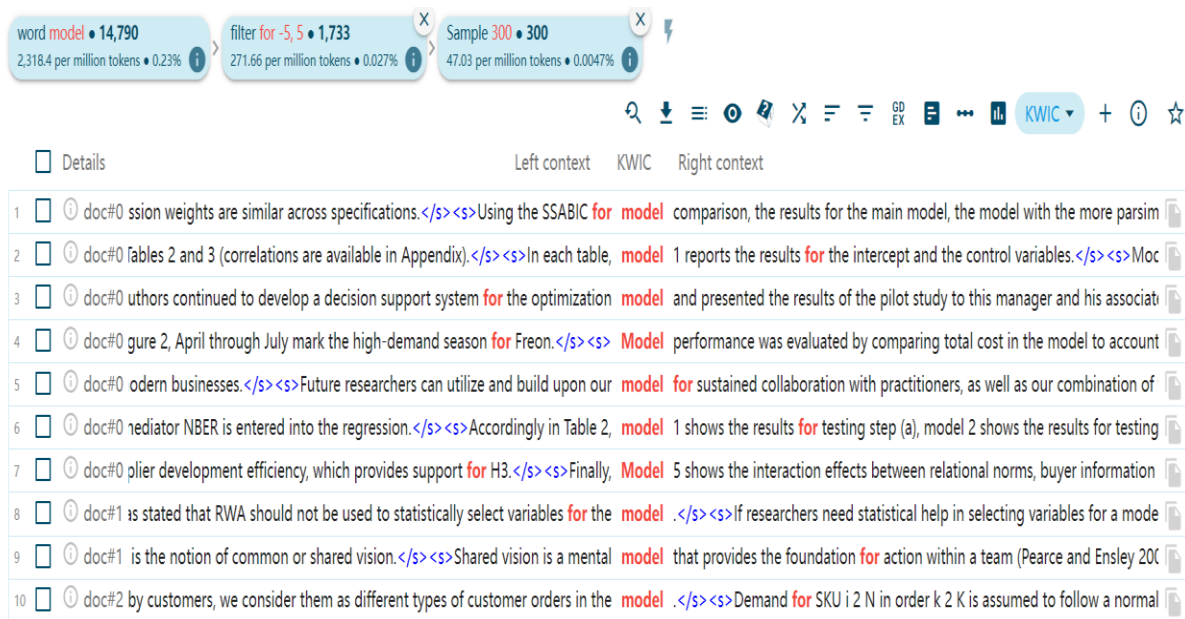 word model • 14,790
2,318.4 per million tokens • 0.23% i
filter for -5, 5 • 1,733
271.66 per million tokens • 0.027% i
X
Sample 300 • 300
47.03 per million tokens • 0.0047% i
X
GD
EX
KWIC
Details Left context KWIC Right context
1 doc#0 ssion weights are similar across specifications.</s><s>Using the SSABIC for model comparison, the results for the main model, the model with the more parsim
2 doc#0 Tables 2 and 3 (correlations are available in Appendix).</s><s>In each table, model 1 reports the results for the intercept and the control variables.</s><s>Moc
3 doc#0 uthors continued to develop a decision support system for the optimization model and presented the results of the pilot study to this manager and his associat
4 doc#0 gure 2, April through July mark the high-demand season for Freon.</s><s> Model performance was evaluated by comparing total cost in the model to account
5 doc#0 odern businesses.</s><s>Future researchers can utilize and build upon our model for sustained collaboration with practitioners, as well as our combination of
6 doc#0 nediator NBER is entered into the regression.</s><s>Accordingly in Table 2, model 1 shows the results for testing step (a), model 2 shows the results for testing
7 doc#0 plier development efficiency, which provides support for H3.</s><s>Finally, Model 5 shows the interaction effects between relational norms, buyer information
8 doc#1 as stated that RWA should not be used to statistically select variables for the model .</s><s>If researchers need statistical help in selecting variables for a mode
9 doc#1 is the notion of common or shared vision.</s><s>Shared vision is a mental model that provides the foundation for action within a team (Pearce and Ensley 200
10 doc#2 by customers, we consider them as different types of customer orders in the model .</s><s>Demand for SKU i 2 N in order k 2 K is assumed to follow a normal